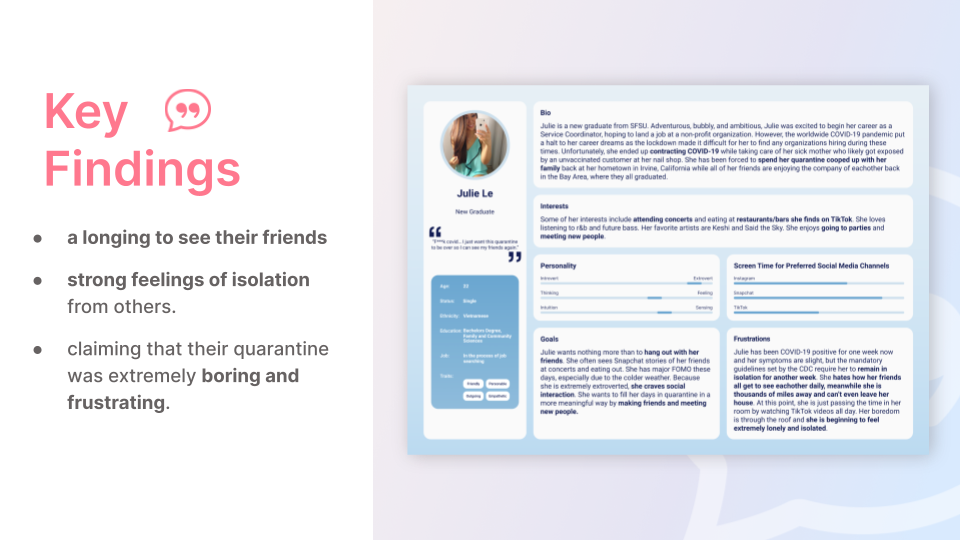 Key
Findings
● a longing to see their friends
● strong feelings of isolation
from others.
● claiming that their quarantine
was extremely boring and
frustrating.
Julie Le
New Graduate
"F***k covid... I just want this quarantine
to be over so I can see my friends again."
Age: 22
Status: Single
Ethnicity: Vietnamese
Education: Bachelors Degree,
Family and Community
Services
Job: In the process of job
searching
Traits:
Friendly Personable
Outgoing Empathetic
Bio
Julie is a new graduate from SFSU. Adventurous, bubbly, and ambitious, Julie was excited to begin her career as a
Service Coordinator, hoping to land a job at a non-profit organization. However, the worldwide COVID-19 pandemic put
a halt to her career dreams as the lockdown made it difficult for her to find any organizations hiring during these
times. Unfortunately, she ended up contracting COVID-19 while taking care of her sick mother who likely got exposed
by an unvaccinated customer at her nail shop. She has been forced to spend her quarantine cooped up with her
family back at her hometown in Irvine, California while all of her friends are enjoying the company of eachother back
in the Bay Area, where they all graduated.
Interests
Some of her interests include attending concerts and eating at restaurants/bars she finds on TikTok. She loves
listening to r&b and future bass. Her favorite artists are Keshi and Said the Sky. She enjoys going to parties and
meeting new people.
Personality
Introvert Extrovert
Thinking Feeling
Intuition Sensing
Screen Time for Preferred Social Media Channels
Instagram
Snapchat
TikTok
Goals
Julie wants nothing more than to hang out with her
friends. She often sees Snapchat stories of her friends
at concerts and eating out. She has major FOMO these
days, especially due to the colder weather. Because
she is extremely extroverted, she craves social
interaction. She wants to fill her days in quarantine in a
more meaningful way by making friends and meeting
new people.
Frustrations
Julie has been COVID-19 positive for one week now
and her symptoms are slight, but the mandatory
guidelines set by the CDC require her to remain in
isolation for another week. She hates how her friends
all get to see eachother daily, meanwhile she is
thousands of miles away and can't even leave her
house. At this point, she is just passing the time in her
room by watching TikTok videos all day. Her boredom
is through the roof and she is beginning to feel
extremely lonely and isolated.